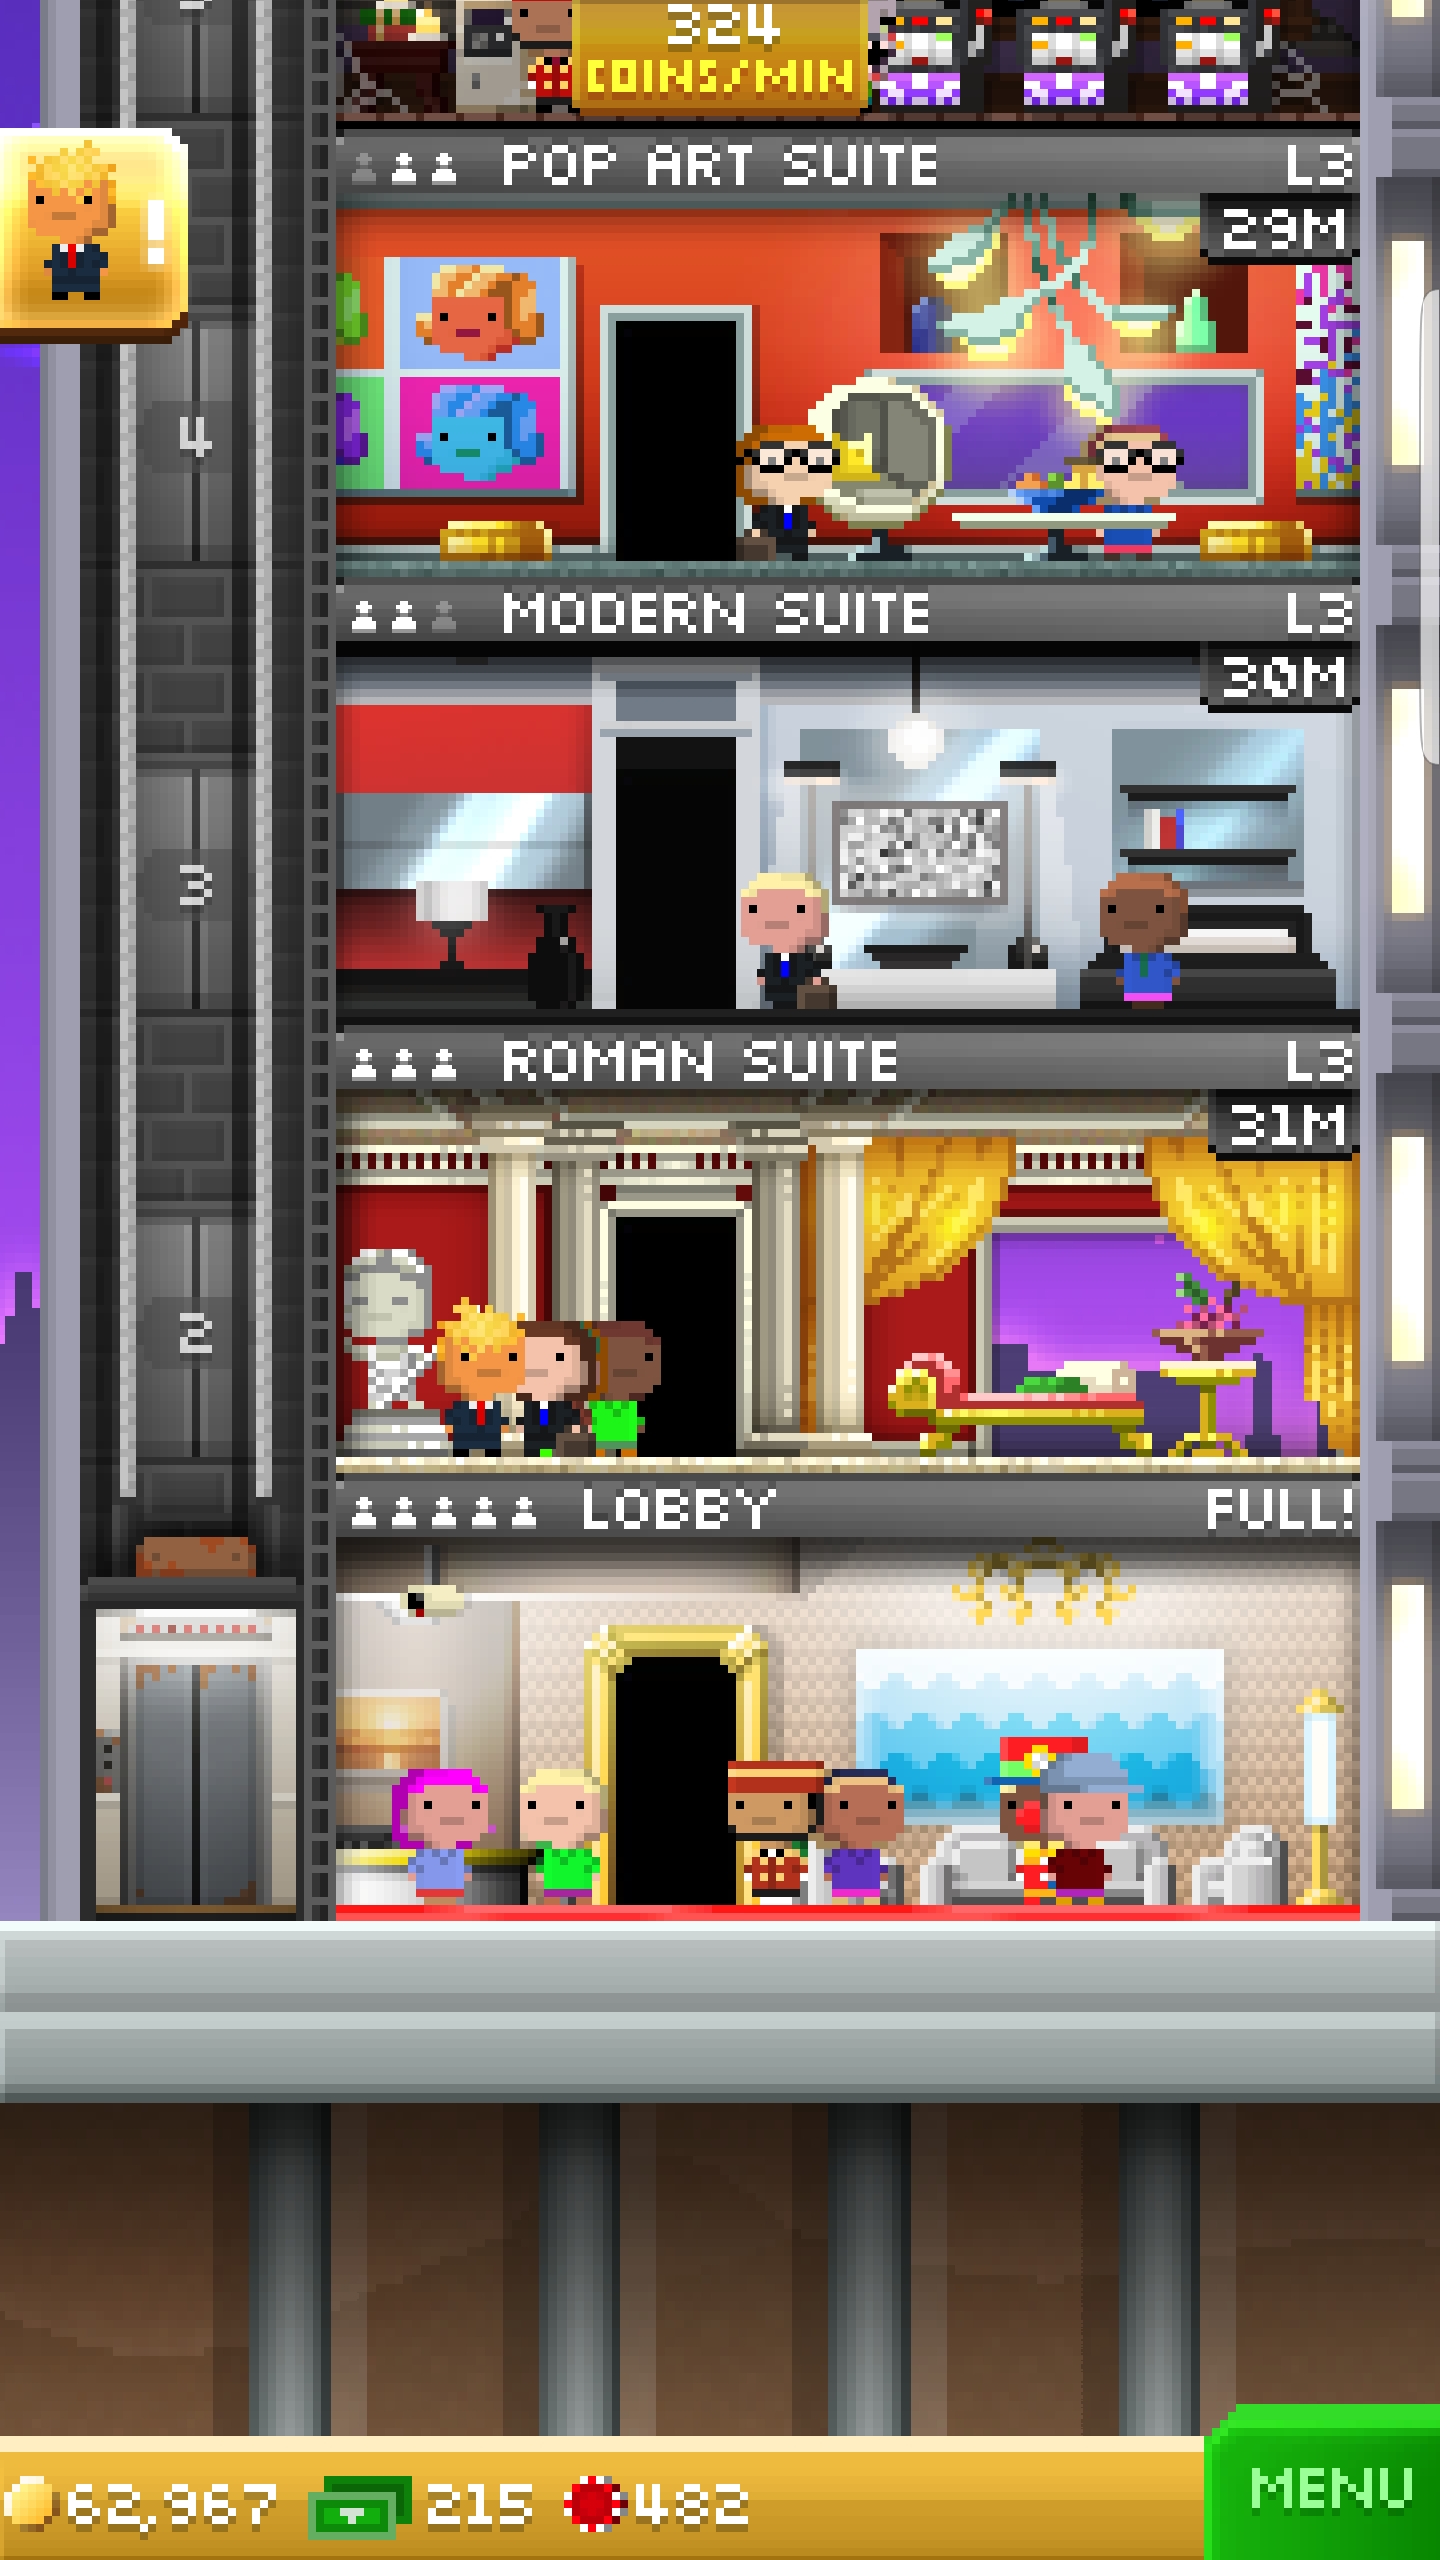 324
COINS/MIN
POP ART SUITE L3
29M
!
4
MODERN SUITE L3
30M
3
ROMAN SUITE L3
31M
2
LOBBY FULL!
62,967 215 482
MENU